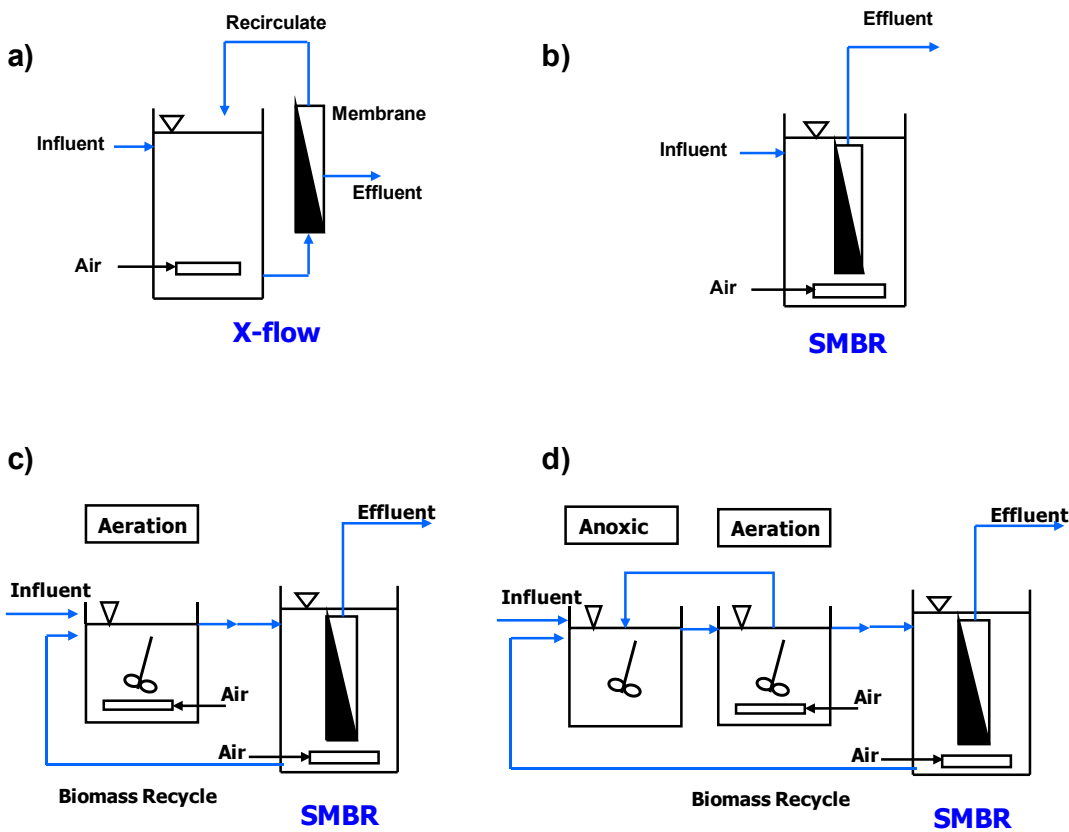 a)
Recirculate
Membrane
Influent
Effluent
Air
X-flow
b)
Effluent
Influent
Air
SMBR
c)
Aeration
Effluent
Influent
Air
Air
Biomass Recycle
SMBR
d)
Anoxic
Aeration
Effluent
Influent
Air
Air
Biomass Recycle
SMBR